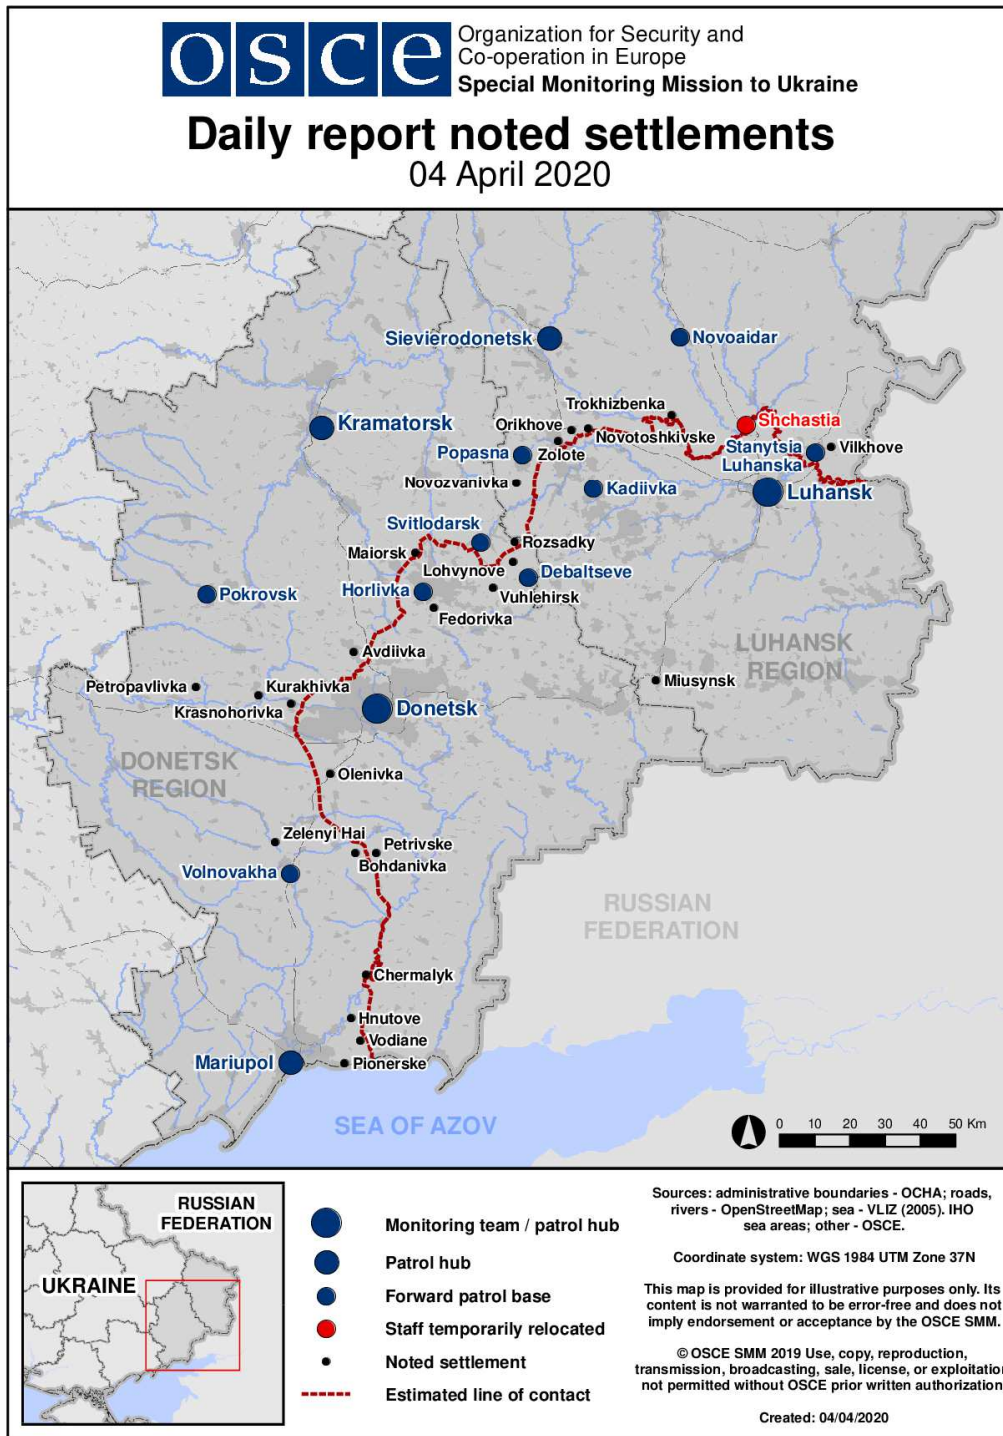 osce
Organization for Security and
Co-operation in Europe
Special Monitoring Mission to Ukraine
Daily report noted settlements
04 April 2020
Sievierodonetsk
Novoaidar
Trokhizbenka
Kramatorsk
Orikhove
Novotoshkivske
Shchastia
Popasna
Zolote
Stanytsia
Luhanska
Vilkhove
Novozvanivka
Kadiivka
Luhansk
Svitlodarsk
Maiorsk
Rozsadky
Lohvynove
Debaltseve
Pokrovsk
Horlivka
Vuhlehirsk
Fedorivka
Avdiivka
LUHANSK
REGION
Petropavlivka
Kurakhivka
Miusynsk
Krasnohorivka
Donetsk
DONETSK
REGION
Olenivka
Zelenyi Hai
Petrivske
Bohdanivka
Volnovakha
RUSSIAN
FEDERATION
Chermalyk
Hnutove
Vodiane
Mariupol
Pionerske
SEA OF AZOV
0 10 20 30 40 50 Km
RUSSIAN
FEDERATION
UKRAINE
Monitoring team / patrol hub
Patrol hub
Forward patrol base
Staff temporarily relocated
Noted settlement
Estimated line of contact
Sources: administrative boundaries - OCHA; roads,
rivers - OpenStreetMap; sea - VLIZ (2005). IHO
sea areas; other - OSCE.
Coordinate system: WGS 1984 UTM Zone 37N
This map is provided for illustrative purposes only. Its
content is not warranted to be error-free and does not
imply endorsement or acceptance by the OSCE SMM.
© OSCE SMM 2019 Use, copy, reproduction,
transmission, broadcasting, sale, license, or exploitation
not permitted without OSCE prior written authorization
Created: 04/04/2020